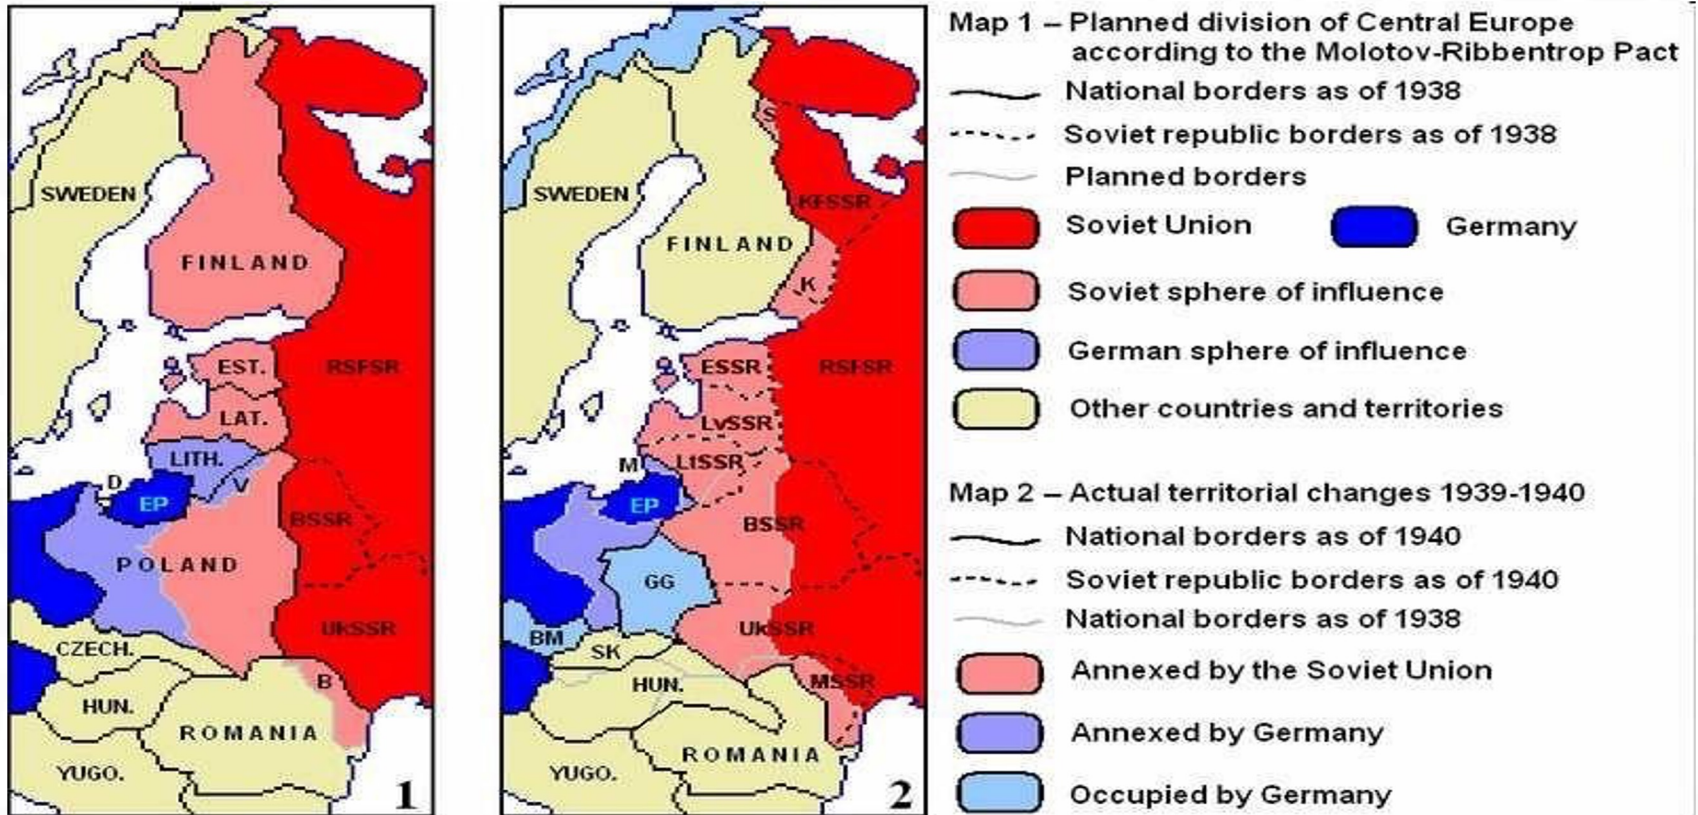 SWEDEN
FINLAND
EST.
RSFSR
LAT.
LITH.
D
V
EP
BSSR
POLAND
UkSSR
CZECH.
B
HUN.
ROMANIA
YUGO.
1
S
SWEDEN
KFSSR
FINLAND
K
ESSR
RSFSR
LvSSR
M
LtSSR
EP
BSSR
GG
UkSSR
BM
SK
HUN.
MSSR
ROMANIA
YUGO.
2
Map 1 – Planned division of Central Europe
according to the Molotov-Ribbentrop Pact
National borders as of 1938
Soviet republic borders as of 1938
Planned borders
Soviet Union
Germany
Soviet sphere of influence
German sphere of influence
Other countries and territories
Map 2 – Actual territorial changes 1939-1940
National borders as of 1940
Soviet republic borders as of 1940
National borders as of 1938
Annexed by the Soviet Union
Annexed by Germany
Occupied by Germany